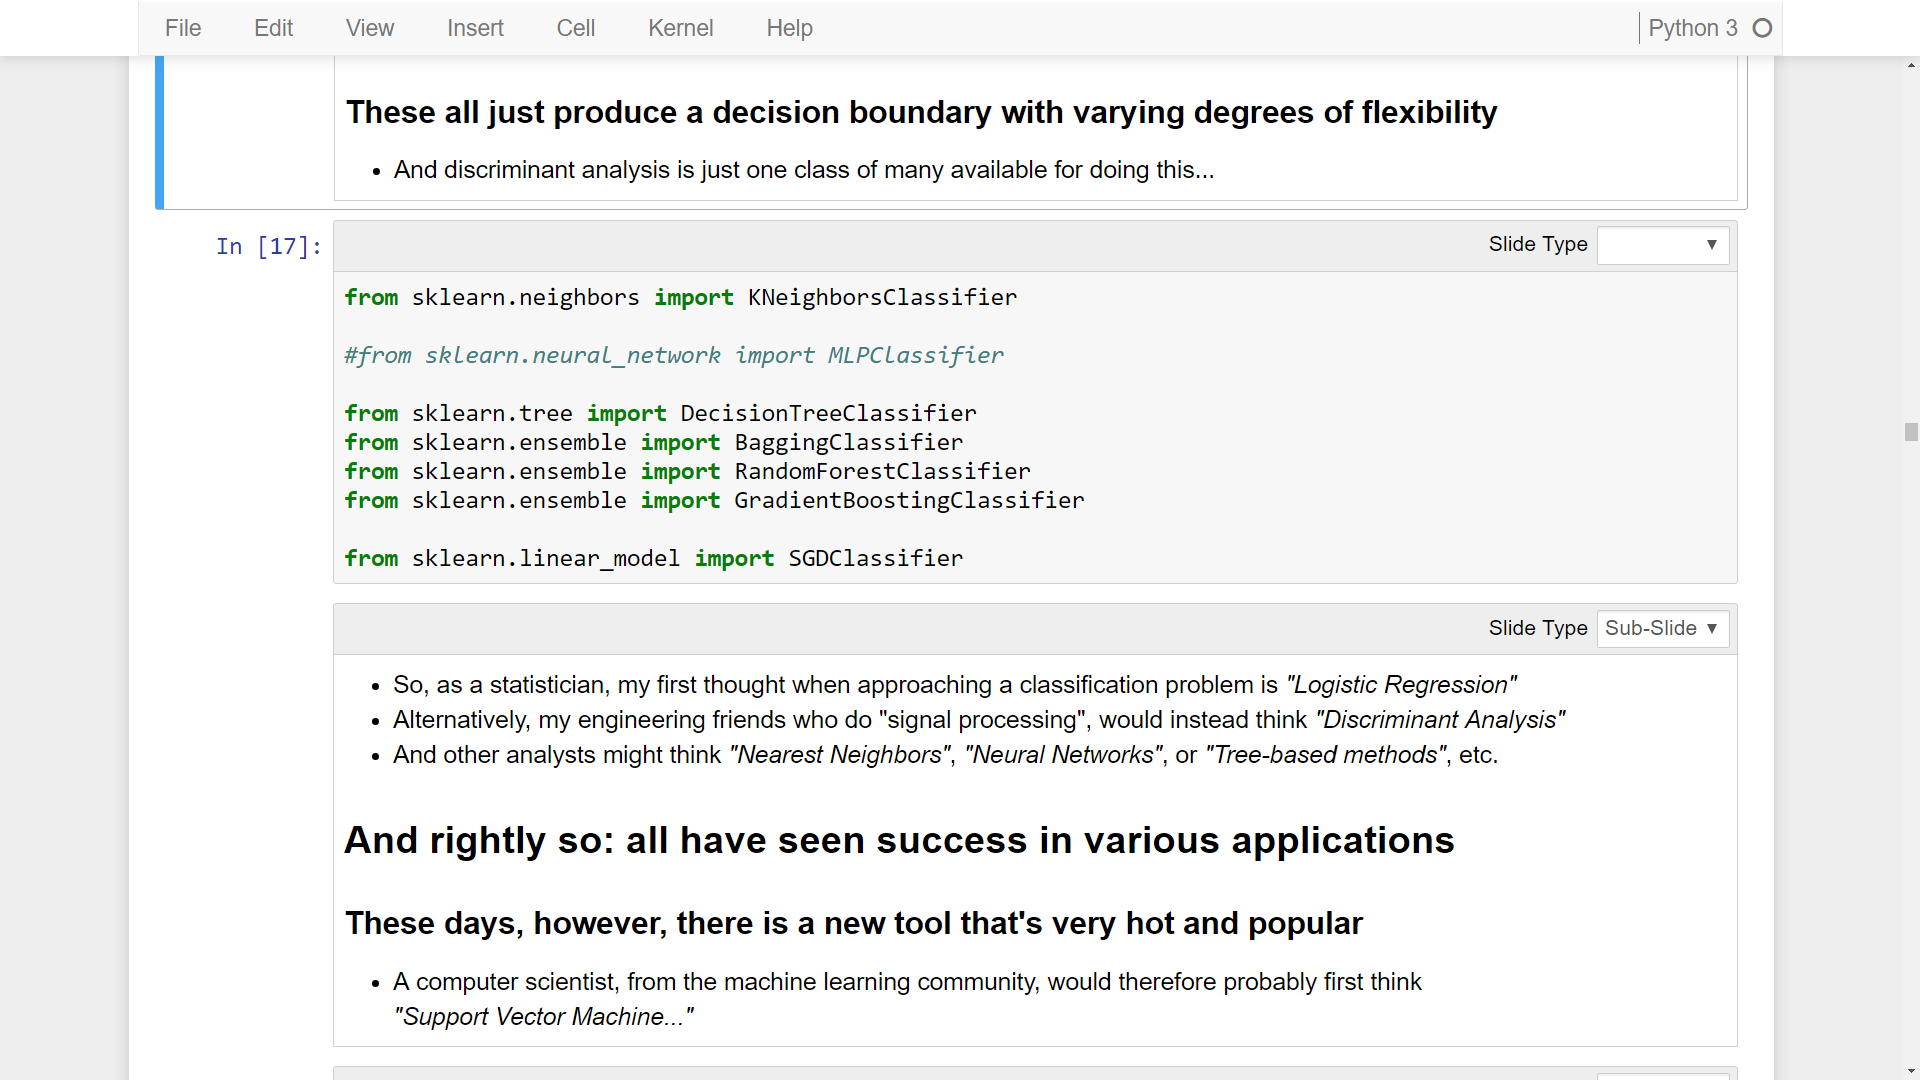 File Edit View Insert Cell Kernel Help Python 3
These all just produce a decision boundary with varying degrees of flexibility
• And discriminant analysis is just one class of many available for doing this...
In [17]:
Slide Type
from sklearn.neighbors import KNeighborsClassifier
#from sklearn.neural_network import MLPClassifier
from sklearn.tree import DecisionTreeClassifier
from sklearn.ensemble import BaggingClassifier
from sklearn.ensemble import RandomForestClassifier
from sklearn.ensemble import GradientBoostingClassifier
from sklearn.linear_model import SGDClassifier
Slide Type Sub-Slide
• So, as a statistician, my first thought when approaching a classification problem is "Logistic Regression"
• Alternatively, my engineering friends who do "signal processing", would instead think "Discriminant Analysis"
• And other analysts might think "Nearest Neighbors", "Neural Networks", or "Tree-based methods", etc.
And rightly so: all have seen success in various applications
These days, however, there is a new tool that's very hot and popular
• A computer scientist, from the machine learning community, would therefore probably first think
"Support Vector Machine..."